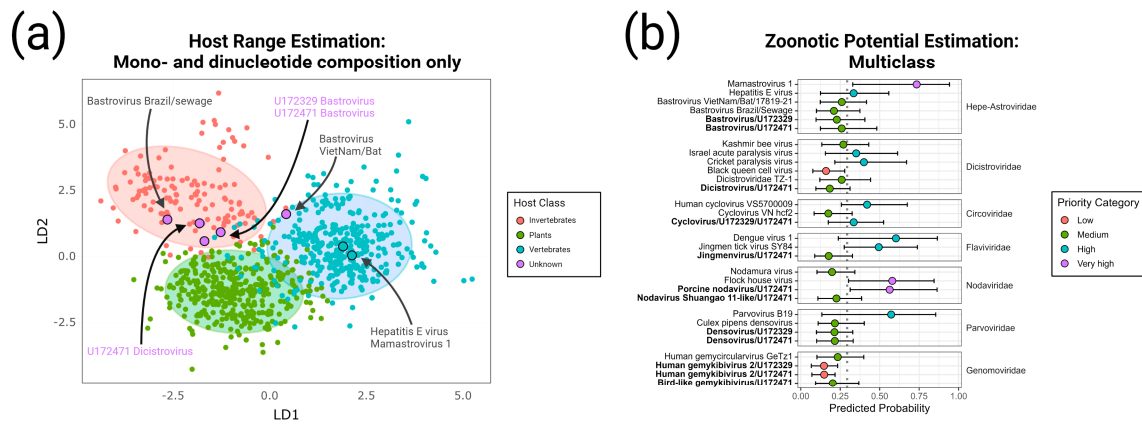 (a)
Host Range Estimation:
Mono- and dinucleotide composition only
Bastrovirus Brazil/sewage
U172329 Bastrovirus
U172471 Bastrovirus
Bastrovirus
VietNam/Bat
U172471 Dicistrovirus
Hepatitis E virus
Mamastrovirus 1
LD2
5.0
2.5
0.0
-2.5
-2.5
0.0
2.5
5.0
LD1
Host Class
Invertebrates
Plants
Vertebrates
Unknown
(b)
Zoonotic Potential Estimation:
Multiclass
Mamastrovirus 1
Hepatitis E virus
Bastrovirus VietNam/Bat/17819-21
Bastrovirus Brazil/Sewage
Bastrovirus/U172329
Bastrovirus/U172471
Hepe-Astroviridae
Kashmir bee virus
Israel acute paralysis virus
Cricket paralysis virus
Black queen cell virus
Dicistroviridae TZ-1
Dicistrovirus/U172471
Dicistroviridae
Human cyclovirus VS5700009
Cyclovirus VN hcf2
Cyclovirus/U172329/U172471
Circoviridae
Dengue virus 1
Jingmen tick virus SY84
Jingmenvirus/U172471
Flaviviridae
Nodamura virus
Flock house virus
Porcine nodavirus/U172471
Nodavirus Shuangao 11-like/U172471
Nodaviridae
Parvovirus B19
Culex pipens densovirus
Densovirus/U172329
Densovirus/U172471
Parvoviridae
Human gemycircularvirus GeTz1
Human gemykibivirus 2/U172329
Human gemykibivirus 2/U172471
Bird-like gemykibivirus/U172471
Genomoviridae
0.00
0.25
0.50
0.75
1.00
Predicted Probability
Priority Category
Low
Medium
High
Very high